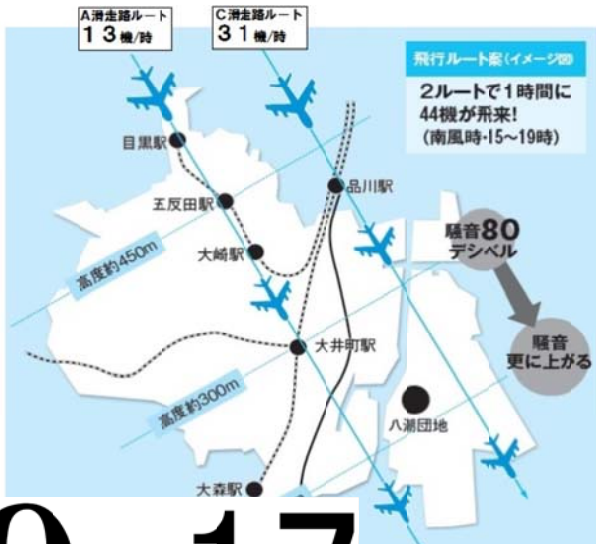 A滑走路ルート
13機/時
C滑走路ルート
31機/時
飛行ルート案(イメージ図)
2ルートで1時間に
44機が飛来!
(南風時・15〜19時)
目黒駅
品川駅
五反田駅
大崎駅
騒音80
デシベル
高度約450m
大井町駅
騒音
更に上がる
高度約300m
八潮団地
大森駅
17